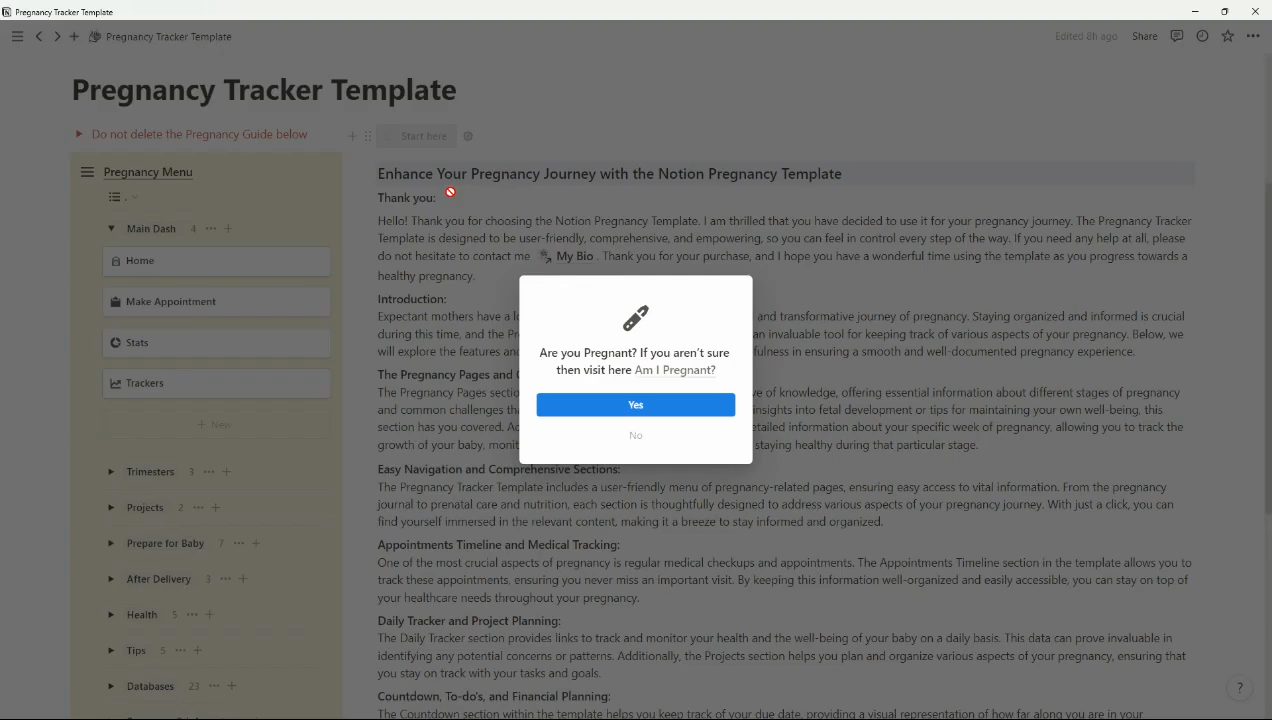 Pregnancy Tracker Template
Pregnancy Tracker Template
Edited 8h ago
Share
Pregnancy Tracker Template
Do not delete the Pregnancy Guide below
Start here
Pregnancy Menu
.
Main Dash 4
Home
Make Appointment
Stats
Trackers
New
Trimesters 3
Projects 2
Prepare for Baby 7
After Delivery 3
Health 5
Tips 5
Databases 23
Enhance Your Pregnancy Journey with the Notion Pregnancy Template
Thank you:
Hello! Thank you for choosing the Notion Pregnancy Template. I am thrilled that you have decided to use it for your pregnancy journey. The Pregnancy Tracker
Template is designed to be user-friendly, comprehensive, and empowering, so you can feel in control every step of the way. If you need any help at all, please
do not hesitate to contact me My Bio . Thank you for your purchase, and I hope you have a wonderful time using the template as you progress towards a
healthy pregnancy.
Introduction:
Expectant mothers have a and transformative journey of pregnancy. Staying organized and informed is crucial
during this time, and the an invaluable tool for keeping track of various aspects of your pregnancy. Below, we
will explore the features in ensuring a smooth and well-documented pregnancy experience.
The Pregnancy Pages and
The Pregnancy Pages of knowledge, offering essential information about different stages of pregnancy
and common challenges insights into fetal development or tips for maintaining your own well-being, this
section has you covered. information about your specific week of pregnancy, allowing you to track the
growth of your baby, staying healthy during that particular stage.
Easy Navigation and Comprehensive Sections:
The Pregnancy Tracker Template includes a user-friendly menu of pregnancy-related pages, ensuring easy access to vital information. From the pregnancy
journal to prenatal care and nutrition, each section is thoughtfully designed to address various aspects of your pregnancy journey. With just a click, you can
find yourself immersed in the relevant content, making it a breeze to stay informed and organized.
Appointments Timeline and Medical Tracking:
One of the most crucial aspects of pregnancy is regular medical checkups and appointments. The Appointments Timeline section in the template allows you to
track these appointments, ensuring you never miss an important visit. By keeping this information well-organized and easily accessible, you can stay on top of
your healthcare needs throughout your pregnancy.
Daily Tracker and Project Planning:
The Daily Tracker section provides links to track and monitor your health and the well-being of your baby on a daily basis. This data can prove invaluable in
identifying any potential concerns or patterns. Additionally, the Projects section helps you plan and organize various aspects of your pregnancy, ensuring that
you stay on track with your tasks and goals.
Countdown, To-do's, and Financial Planning:
The Countdown section within the template helps you keep track of your due date, providing a visual representation of how far along you are in your
Are you Pregnant? If you aren't sure
then visit here Am I Pregnant?
Yes
No
?